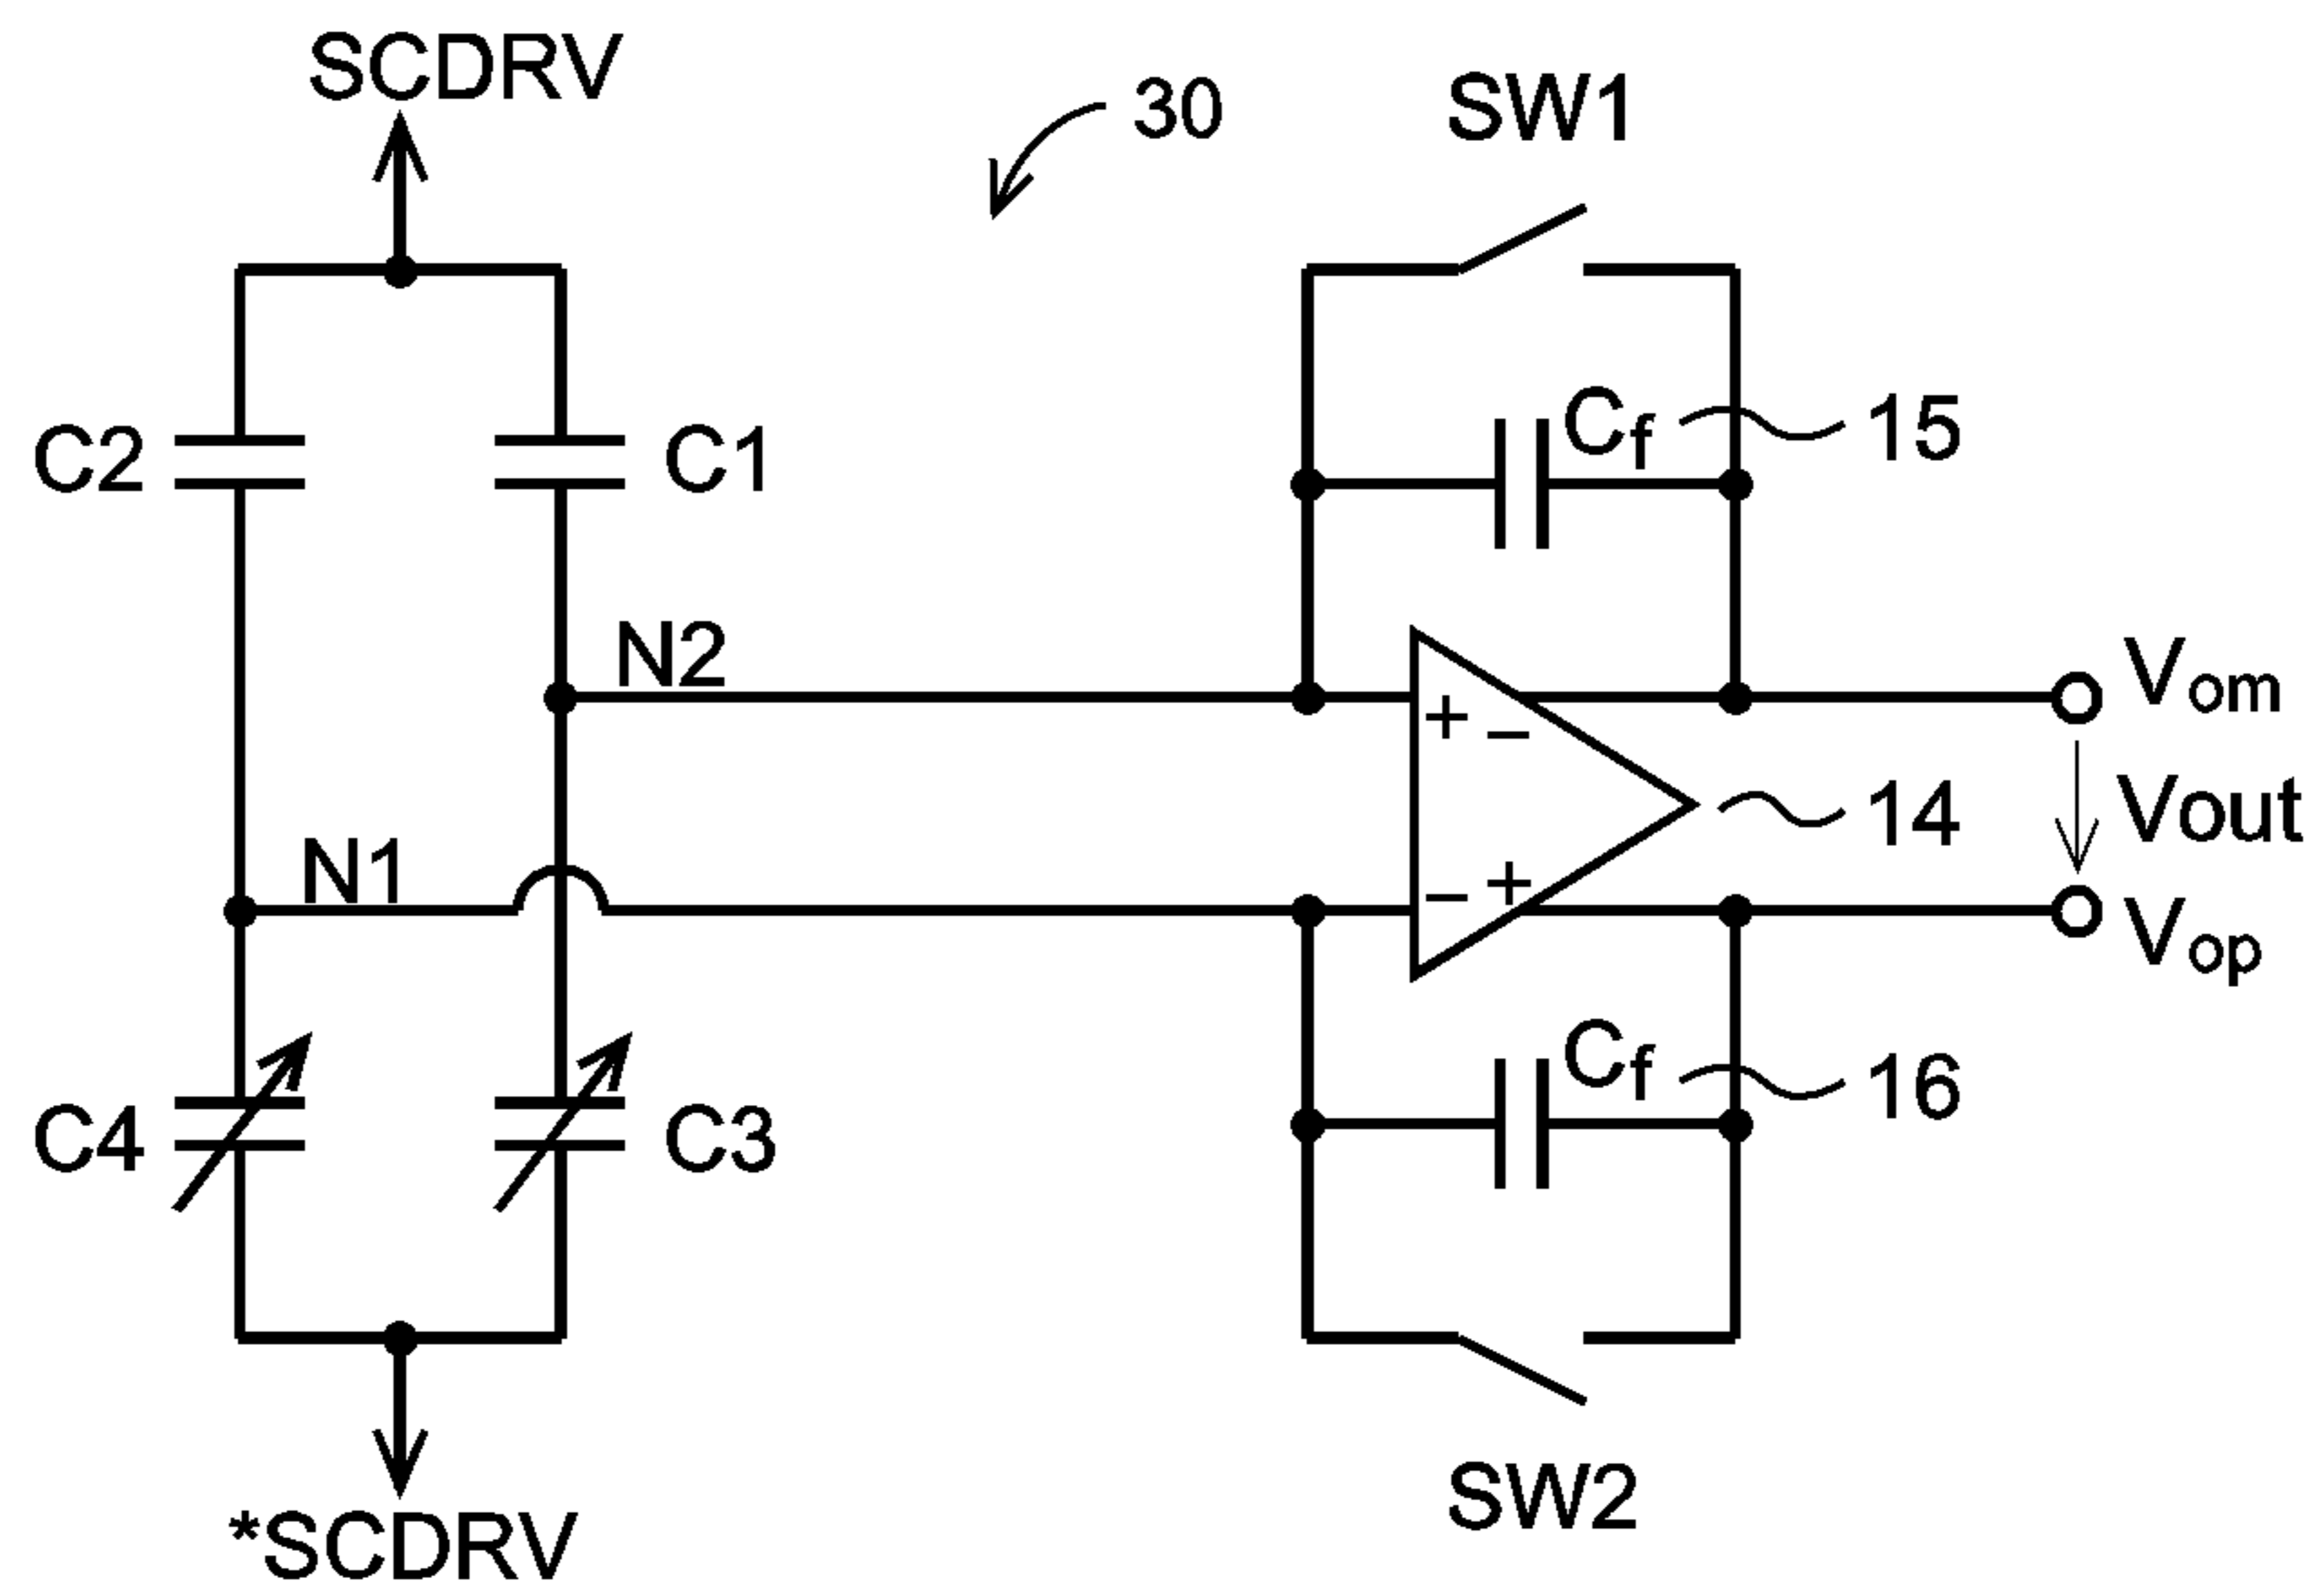 SCDRV
30
SW1
C2
C1
Cf
15
N2
+
−
Vom
Vout
14
N1
−
+
Vop
C4
C3
Cf
16
*SCDRV
SW2